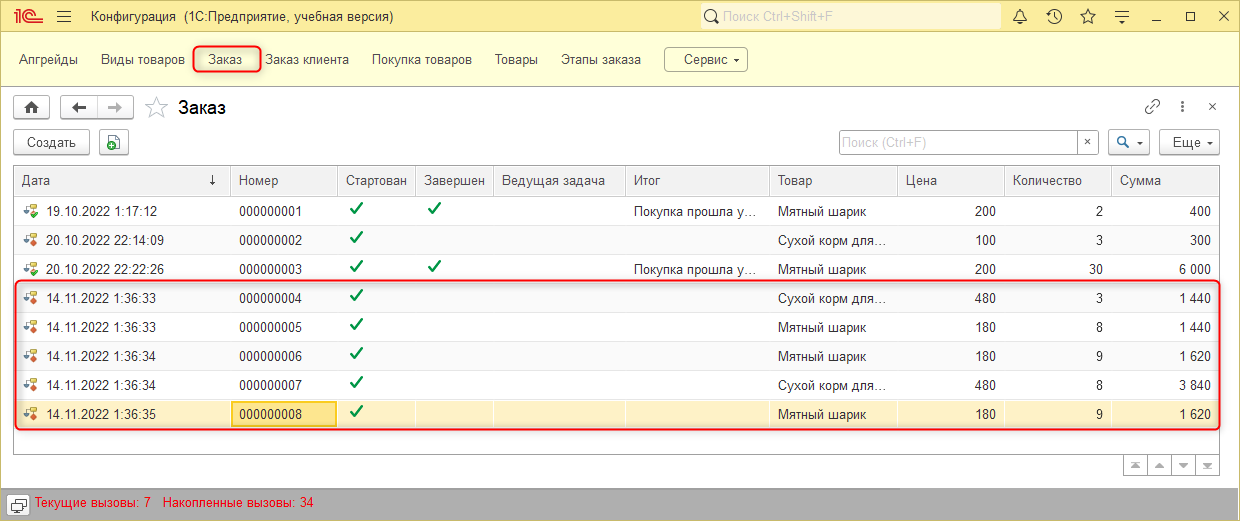 1С Конфигурация (1С:Предприятие, учебная версия) Поиск Ctrl+Shift+F
Апгрейды Виды товаров Заказ Заказ клиента Покупка товаров Товары Этапы заказа Сервис
Заказ
Создать Поиск (Ctrl+F) × Еще
Дата ↓ Номер Стартован Завершен Ведущая задача Итог Товар Цена Количество Сумма
19.10.2022 1:17:12 000000001 Покупка прошла у... Мятный шарик 200 2 400
20.10.2022 22:14:09 000000002 Сухой корм для... 100 3 300
20.10.2022 22:22:26 000000003 Покупка прошла у... Мятный шарик 200 30 6 000
14.11.2022 1:36:33 000000004 Сухой корм для... 480 3 1 440
14.11.2022 1:36:33 000000005 Мятный шарик 180 8 1 440
14.11.2022 1:36:34 000000006 Мятный шарик 180 9 1 620
14.11.2022 1:36:34 000000007 Сухой корм для... 480 8 3 840
14.11.2022 1:36:35 000000008 Мятный шарик 180 9 1 620
Текущие вызовы: 7 Накопленные вызовы: 34